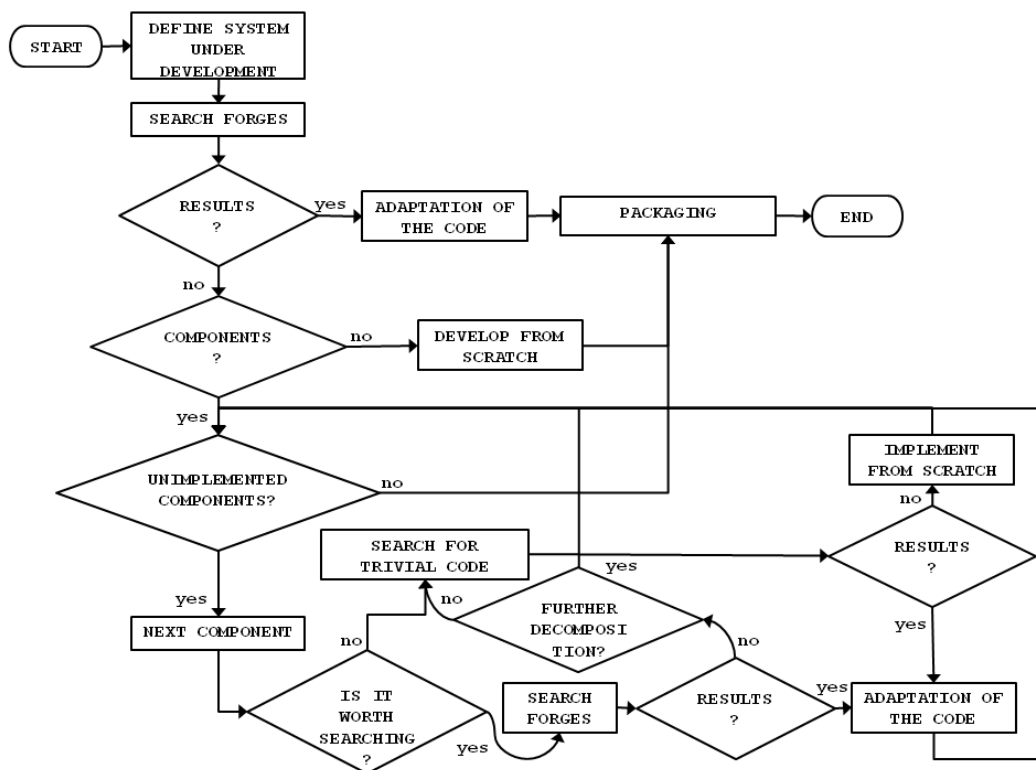 START
DEFINE SYSTEM
UNDER
DEVELOPMENT
SEARCH FORGES
RESULTS
?
yes
ADAPTATION OF
THE CODE
PACKAGING
END
no
COMPONENTS
?
no
DEVELOP FROM
SCRATCH
yes
UNIMPLEMENTED
COMPONENTS?
no
yes
NEXT COMPONENT
IS IT
WORTH
SEARCHING
?
no
yes
SEARCH FOR
TRIVIAL CODE
SEARCH
FORGES
RESULTS
?
no
yes
FURTHER
DECOMPOSI
TION?
no
yes
RESULTS
?
no
IMPLEMENT
FROM SCRATCH
yes
ADAPTATION OF
THE CODE